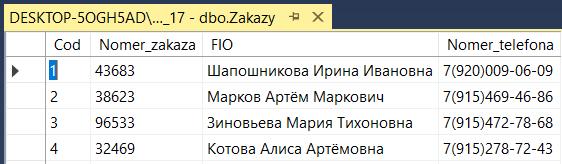 DESKTOP-5OGH5AD\..._17 - dbo.Zakazy
Cod Nomer_zakaza FIO Nomer_telefona
1 43683 Шапошникова Ирина Ивановна 7(920)009-06-09
2 38623 Марков Артём Маркович 7(915)469-46-86
3 96533 Зиновьева Мария Тихоновна 7(915)472-78-68
4 32469 Котова Алиса Артёмовна 7(915)278-72-43